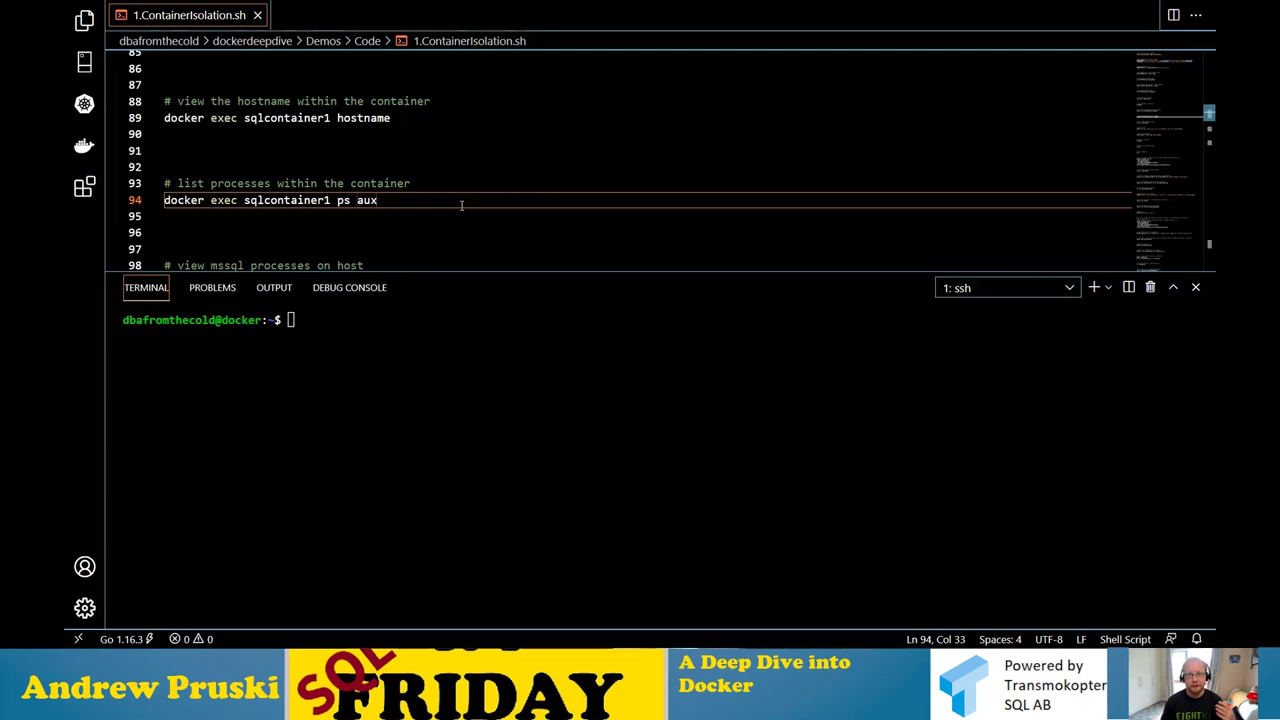 1.ContainerIsolation.sh
dbafromthecold > dockerdeepdive > Demos > Code > 1.ContainerIsolation.sh
85
86
87
88 # view the hostname within the container
89 docker exec sqlcontainer1 hostname
90
91
92
93 # list processes within the container
94 docker exec sqlcontainer1 ps aux
95
96
97
98 # view mssql processes on host
TERMINAL PROBLEMS OUTPUT DEBUG CONSOLE 1: ssh
dbafromthecold@docker:~$
Go 1.16.3 0 0 Ln 94, Col 33 Spaces: 4 UTF-8 LF Shell Script
Andrew Pruski
SQL
FRIDAY
A Deep Dive into
Docker
Powered by
Transmokopter
SQL AB